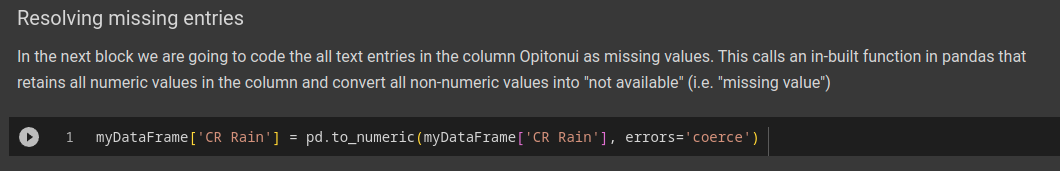 Resolving missing entries
In the next block we are going to code the all text entries in the column Opitonui as missing values. This calls an in-built function in pandas that
retains all numeric values in the column and convert all non-numeric values into "not available" (i.e. "missing value")
1 myDataFrame['CR Rain'] = pd.to_numeric(myDataFrame['CR Rain'], errors='coerce')